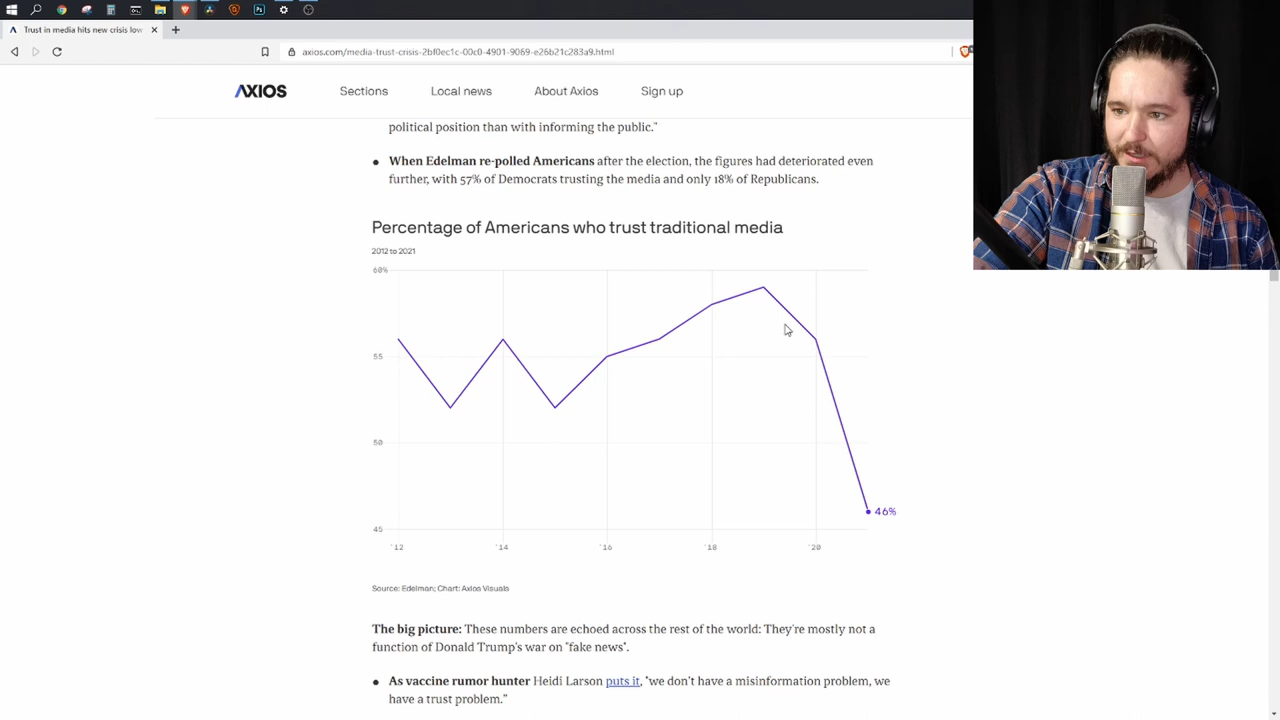 Trust in media hits new crisis low
axios.com/media-trust-crisis-2bf0ec1c-00c0-4901-9069-e26b21c283a9.html
AXIOS
Sections
Local news
About Axios
Sign up
political position than with informing the public."
When Edelman re-polled Americans after the election, the figures had deteriorated even
further, with 57% of Democrats trusting the media and only 18% of Republicans.
Percentage of Americans who trust traditional media
2012 to 2021
60%
55
50
45
'12
'14
'16
'18
'20
46%
Source: Edelman; Chart: Axios Visuals
The big picture: These numbers are echoed across the rest of the world: They're mostly not a
function of Donald Trump's war on "fake news".
As vaccine rumor hunter Heidi Larson puts it, "we don't have a misinformation problem, we
have a trust problem."